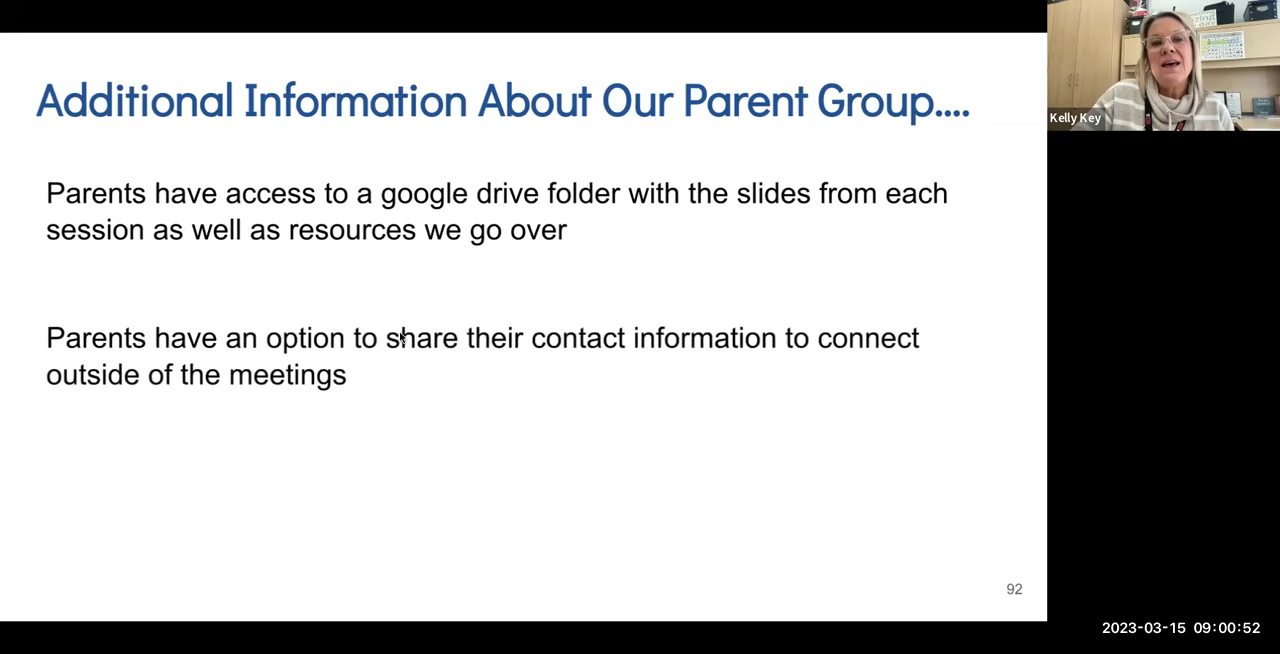 Additional Information About Our Parent Group....
Parents have access to a google drive folder with the slides from each
session as well as resources we go over
Parents have an option to share their contact information to connect
outside of the meetings
92
Kelly Key
2023-03-15 09:00:52